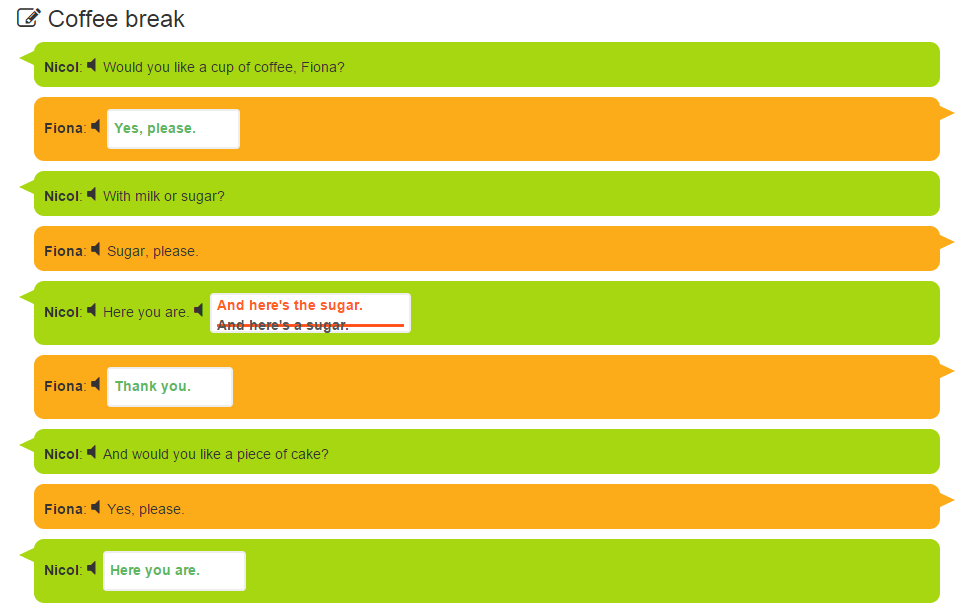 Coffee break
Nicol: Would you like a cup of coffee, Fiona?
Fiona: Yes, please.
Nicol: With milk or sugar?
Fiona: Sugar, please.
Nicol: Here you are. And here's the sugar.
And here's a sugar.
Fiona: Thank you.
Nicol: And would you like a piece of cake?
Fiona: Yes, please.
Nicol: Here you are.